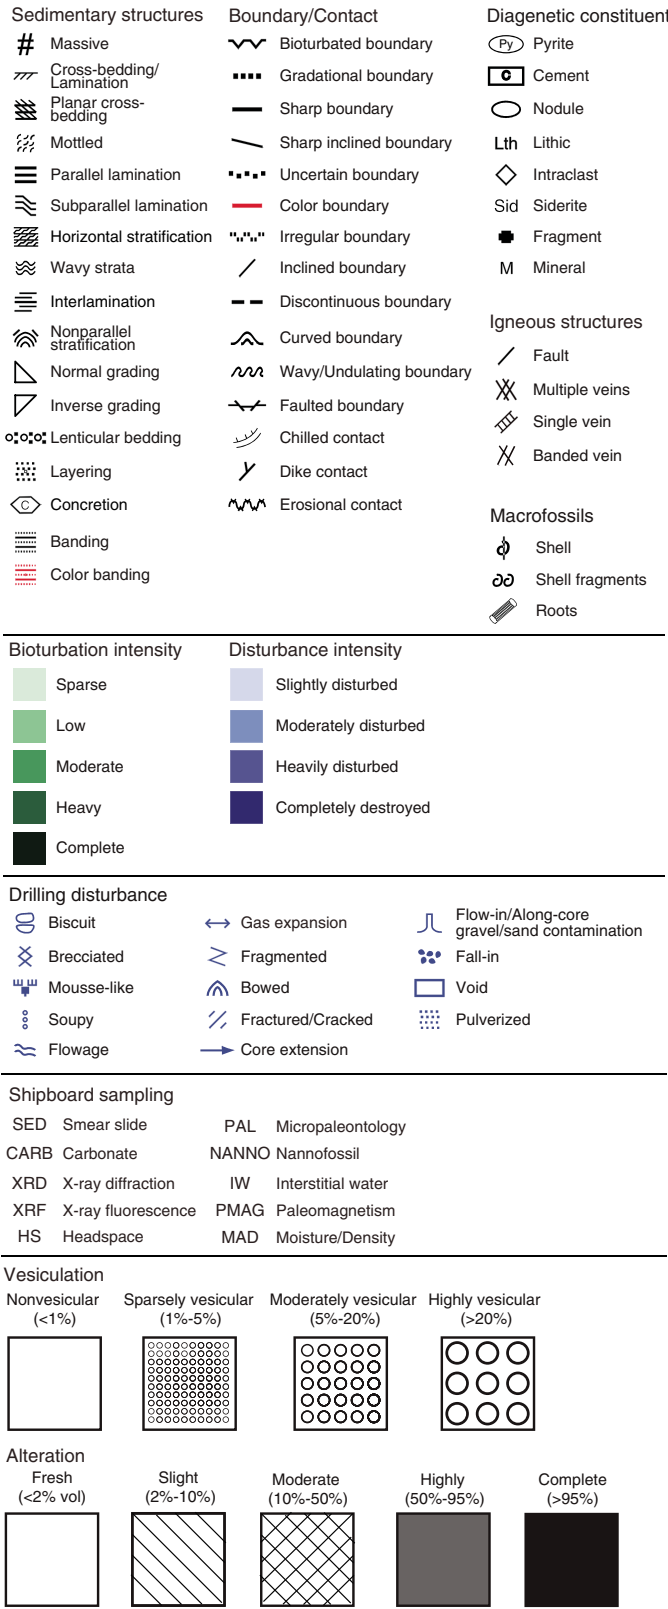 Sedimentary structures
Massive
Cross-bedding/
Lamination
Planar cross-
bedding
Mottled
Parallel lamination
Subparallel lamination
Horizontal stratification
Wavy strata
Interlamination
Nonparallel
stratification
Normal grading
Inverse grading
Lenticular bedding
Layering
C Concretion
Banding
Color banding
Boundary/Contact
Bioturbated boundary
Gradational boundary
Sharp boundary
Sharp inclined boundary
Uncertain boundary
Color boundary
Irregular boundary
Inclined boundary
Discontinuous boundary
Curved boundary
Wavy/Undulating boundary
Faulted boundary
Chilled contact
Dike contact
Erosional contact
Diagenetic constituent
Py Pyrite
C Cement
Nodule
Lth Lithic
Intraclast
Sid Siderite
Fragment
M Mineral
Igneous structures
Fault
Multiple veins
Single vein
Banded vein
Macrofossils
Shell
Shell fragments
Roots
Bioturbation intensity
Sparse
Low
Moderate
Heavy
Complete
Disturbance intensity
Slightly disturbed
Moderately disturbed
Heavily disturbed
Completely destroyed
Drilling disturbance
Biscuit
Brecciated
Mousse-like
Soupy
Flowage
Gas expansion
Fragmented
Bowed
Fractured/Cracked
Core extension
Flow-in/Along-core
gravel/sand contamination
Fall-in
Void
Pulverized
Shipboard sampling
SED Smear slide
CARB Carbonate
XRD X-ray diffraction
XRF X-ray fluorescence
HS Headspace
PAL Micropaleontology
NANNO Nannofossil
IW Interstitial water
PMAG Paleomagnetism
MAD Moisture/Density
Vesiculation
Nonvesicular
(<1%)
Sparsely vesicular
(1%-5%)
Moderately vesicular
(5%-20%)
Highly vesicular
(>20%)
Alteration
Fresh
(<2% vol)
Slight
(2%-10%)
Moderate
(10%-50%)
Highly
(50%-95%)
Complete
(>95%)